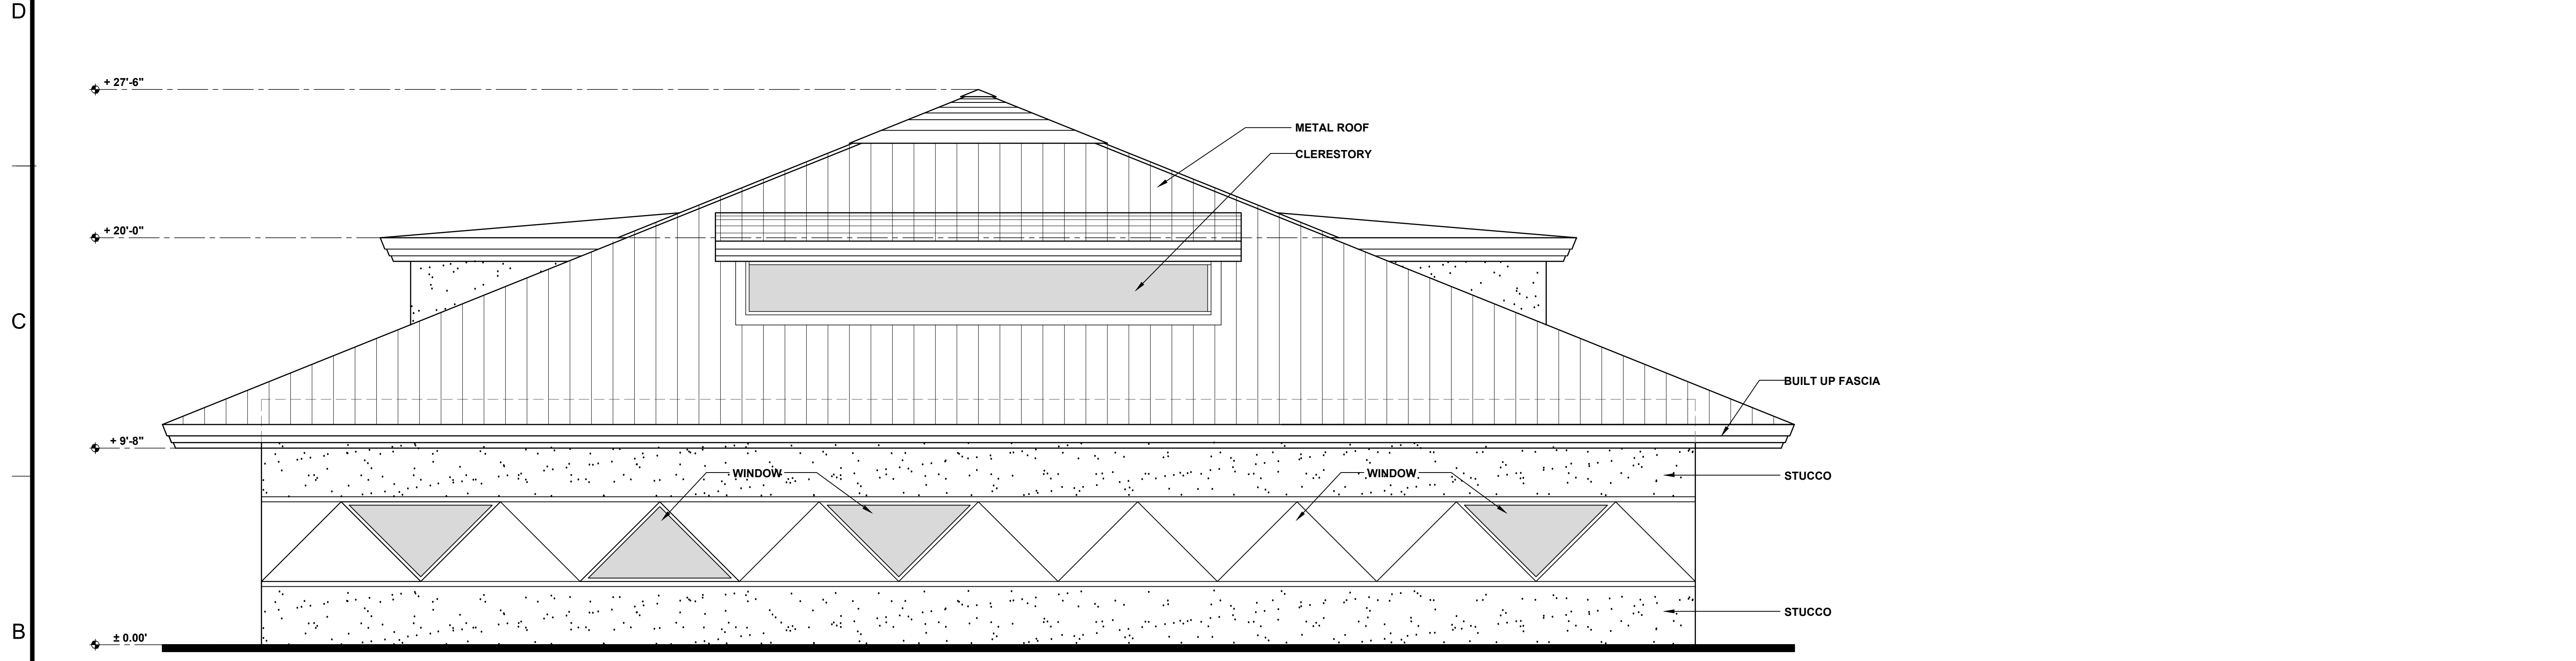 D
+ 27'-6"
METAL ROOF
CLERESTORY
+ 20'-0"
C
BUILT UP FASCIA
+ 9'-8"
WINDOW
WINDOW
STUCCO
STUCCO
B
± 0.00'